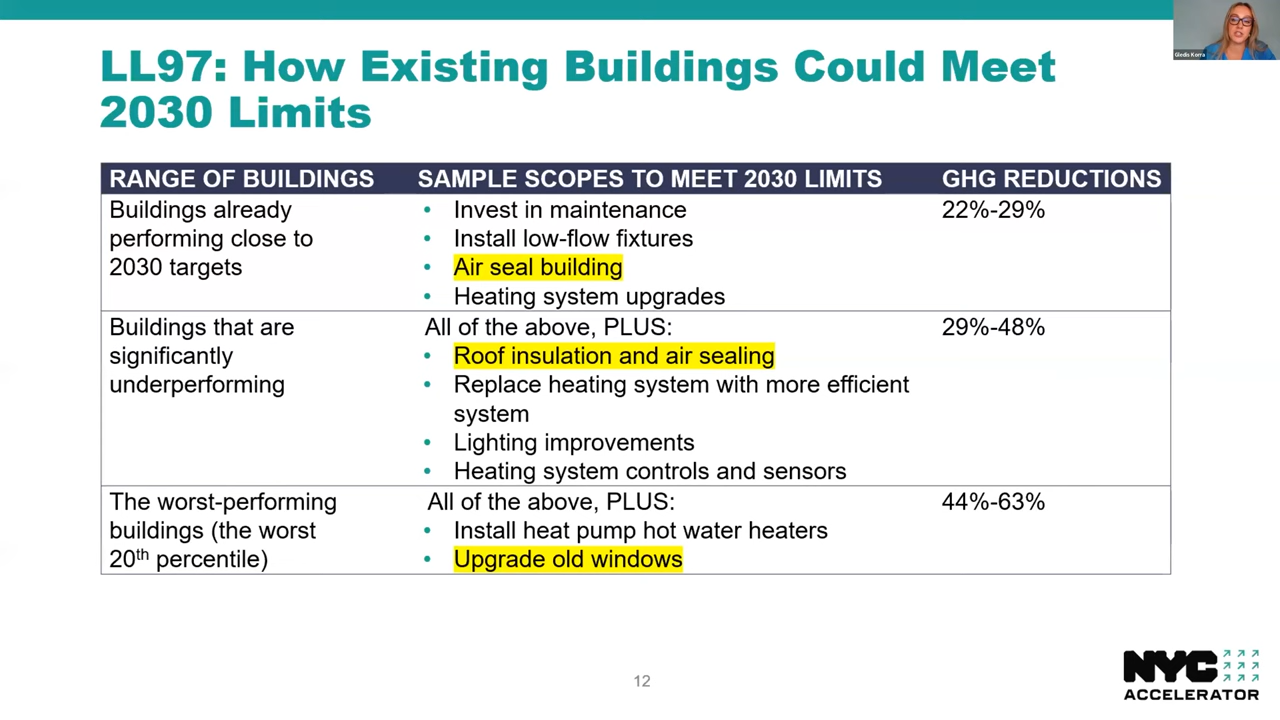 LL97: How Existing Buildings Could Meet
2030 Limits
RANGE OF BUILDINGS SAMPLE SCOPES TO MEET 2030 LIMITS GHG REDUCTIONS
Buildings already
performing close to
2030 targets
• Invest in maintenance
• Install low-flow fixtures
• Air seal building
• Heating system upgrades
22%-29%
Buildings that are
significantly
underperforming
All of the above, PLUS:
• Roof insulation and air sealing
• Replace heating system with more efficient
system
• Lighting improvements
• Heating system controls and sensors
29%-48%
The worst-performing
buildings (the worst
20th percentile)
All of the above, PLUS:
• Install heat pump hot water heaters
• Upgrade old windows
44%-63%
12
NYC
ACCELERATOR
Gledis Korra